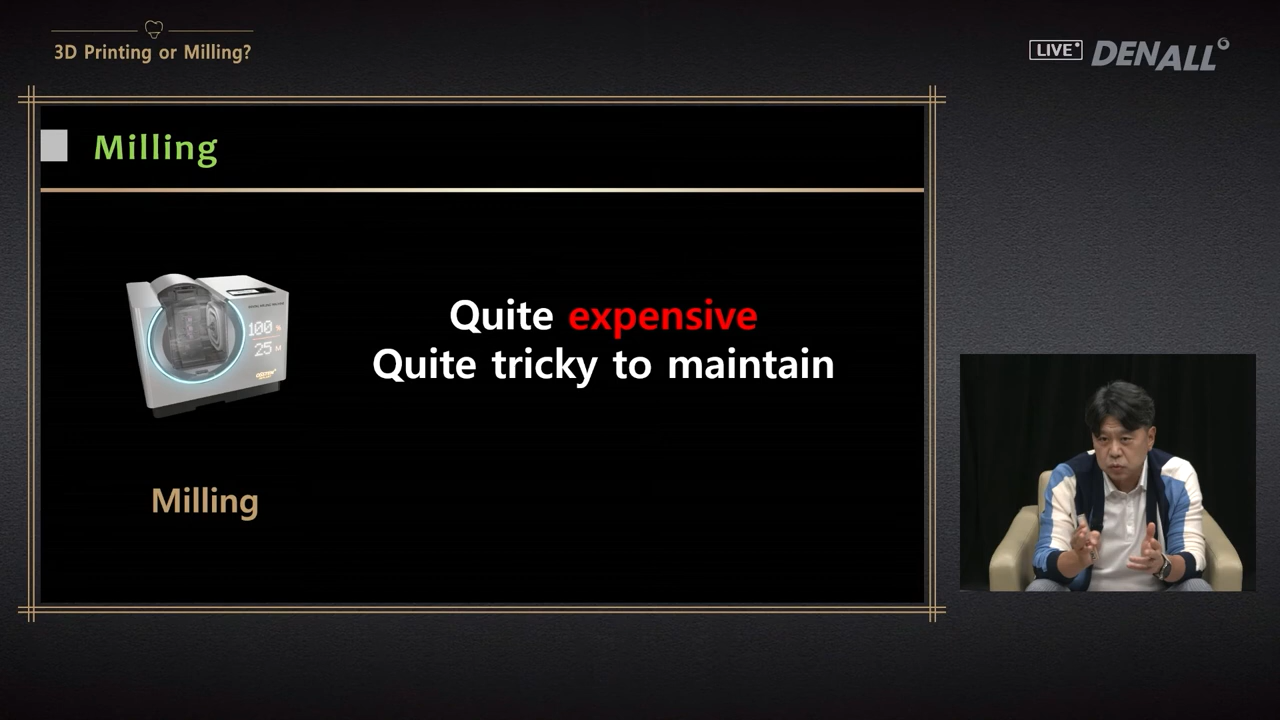 3D Printing or Milling?
LIVE
DENALL
Milling
Quite expensive
Quite tricky to maintain
100 %
25 M
Milling